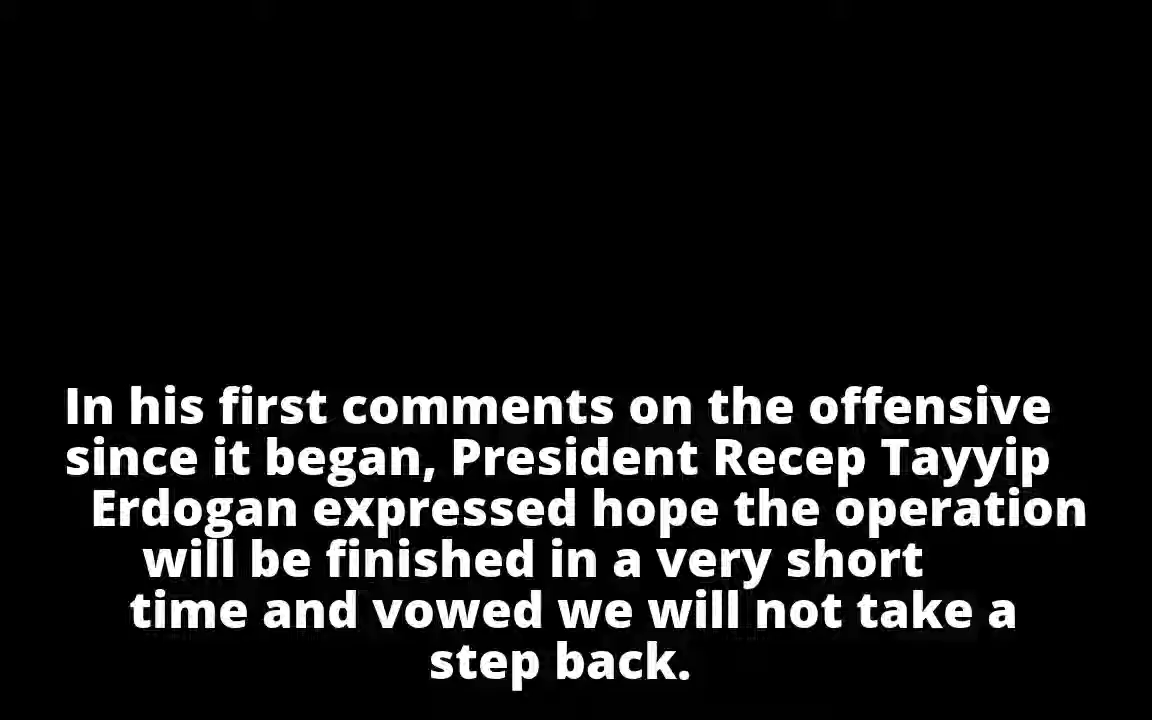 In his first comments on the offensive
since it began, President Recep Tayyip
Erdogan expressed hope the operation
will be finished in a very short
time and vowed we will not take a
step back.